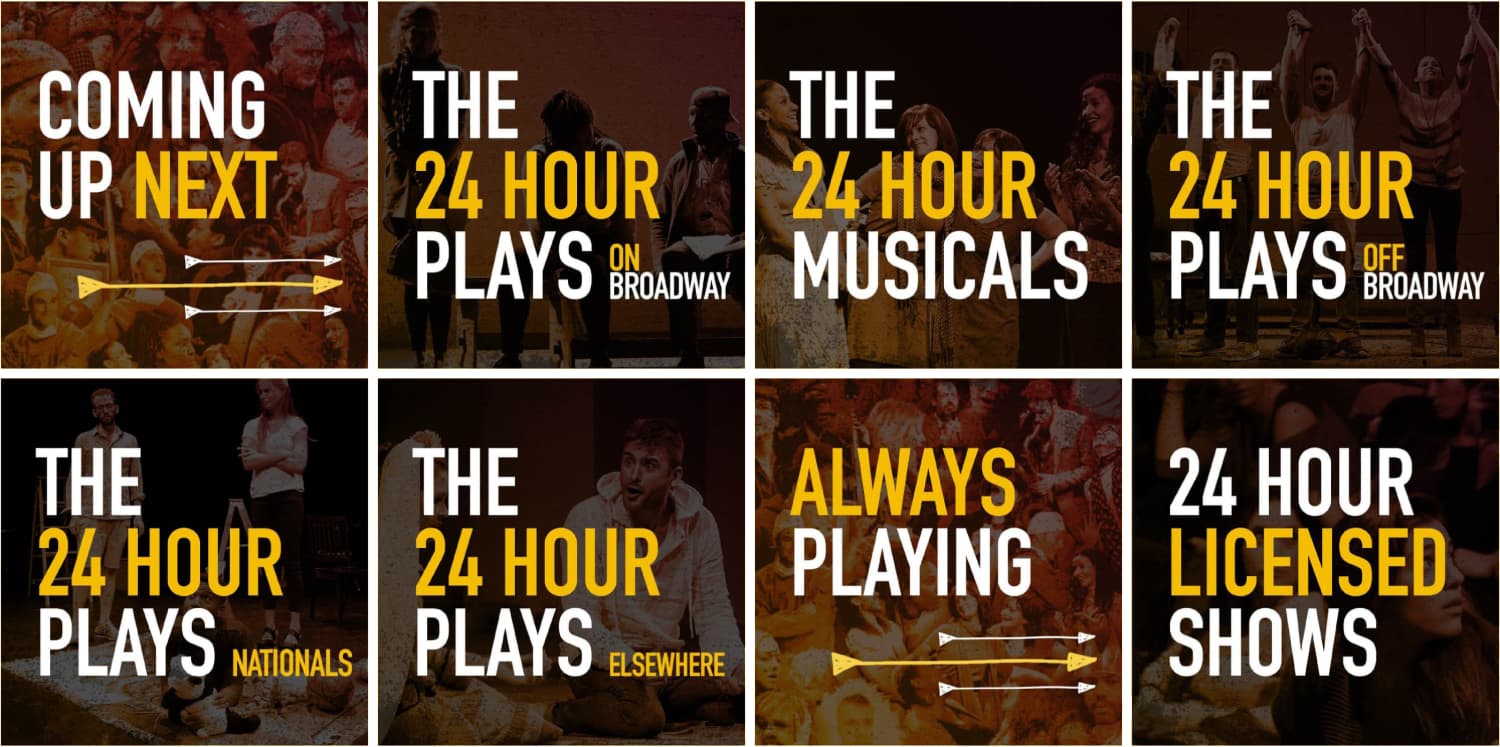 COMING
UP NEXT
THE
24 HOUR
PLAYS ON
BROADWAY
THE
24 HOUR
MUSICALS
THE
24 HOUR
PLAYS OFF
BROADWAY
THE
24 HOUR
PLAYS NATIONALS
THE
24 HOUR
PLAYS ELSEWHERE
ALWAYS
PLAYING
24 HOUR
LICENSED
SHOWS